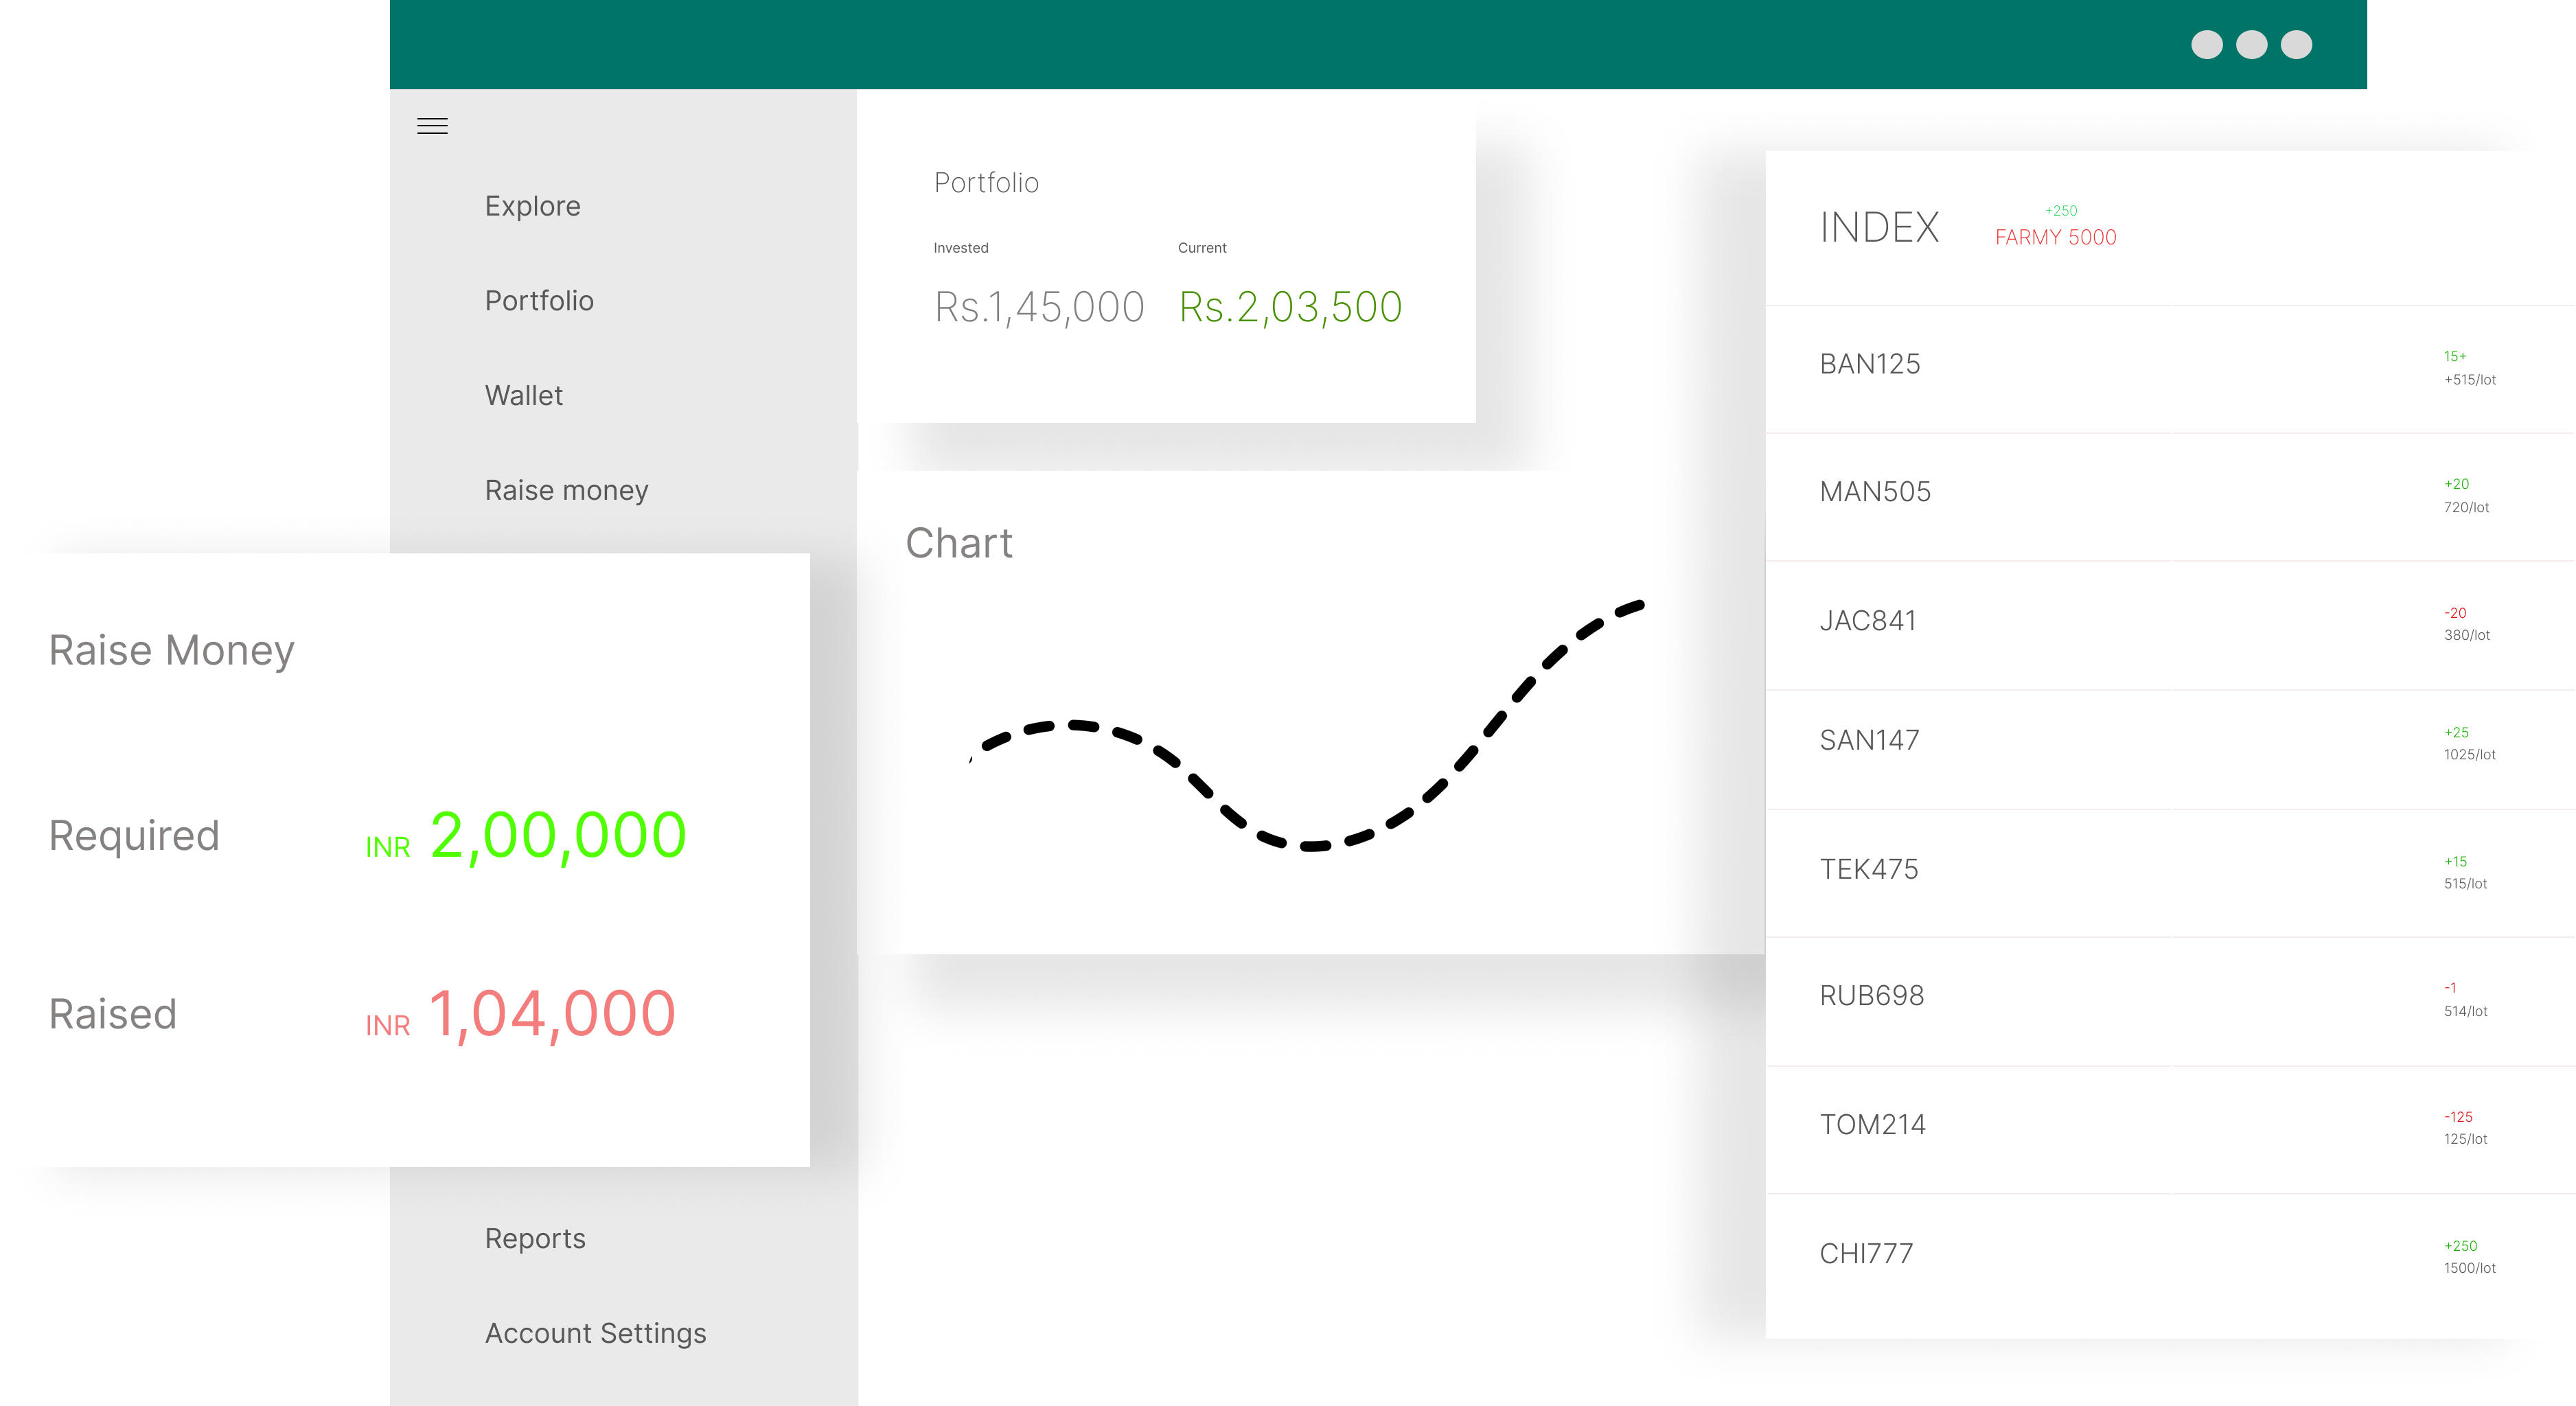 Explore
Portfolio
Wallet
Raise money
Raise Money
Required INR 2,00,000
Raised INR 1,04,000
Reports
Account Settings
Portfolio
Invested Current
Rs.1,45,000 Rs.2,03,500
Chart
+250
INDEX FARMY 5000
BAN125 15+
+515/lot
MAN505 +20
720/lot
JAC841 -20
380/lot
SAN147 +25
1025/lot
TEK475 +15
515/lot
RUB698 -1
514/lot
TOM214 -125
125/lot
CHI777 +250
1500/lot